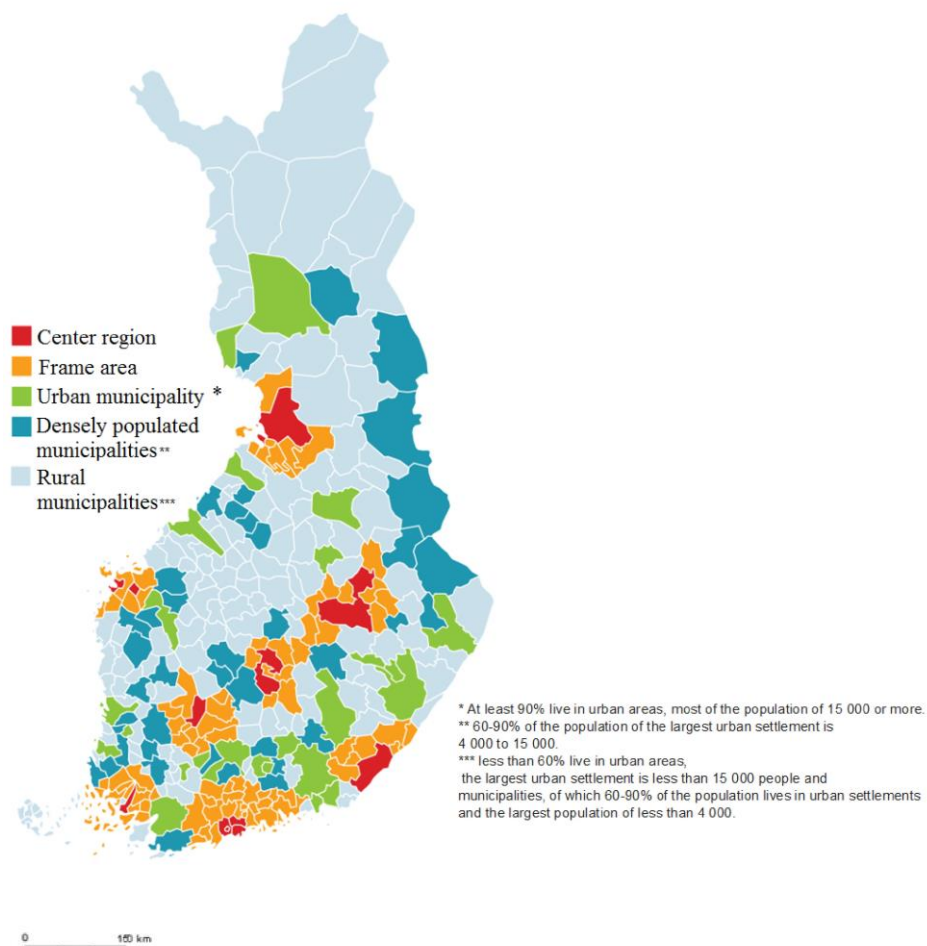 Center region
Frame area
Urban municipality *
Densely populated
municipalities**
Rural
municipalities***
* At least 90% live in urban areas, most of the population of 15 000 or more.
** 60-90% of the population of the largest urban settlement is
4 000 to 15 000.
*** less than 60% live in urban areas,
the largest urban settlement is less than 15 000 people and
municipalities, of which 60-90% of the population lives in urban settlements
and the largest population of less than 4 000.
0 150 km